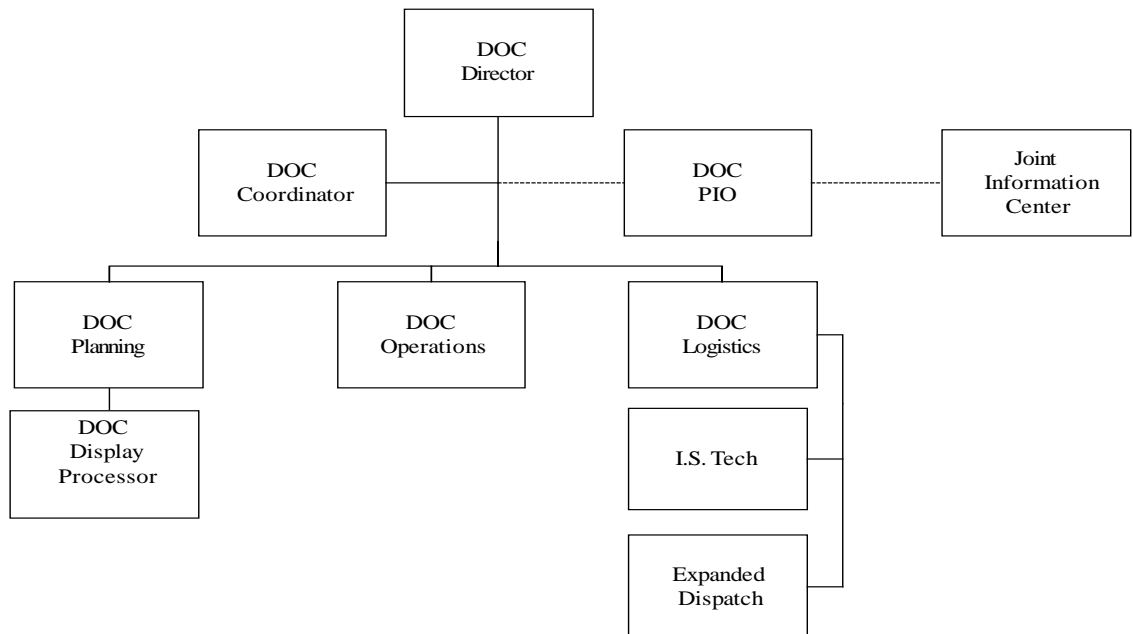 DOC
Director
DOC
Coordinator
DOC
PIO
Joint
Information
Center
DOC
Planning
DOC
Operations
DOC
Logistics
DOC
Display
Processor
I.S. Tech
Expanded
Dispatch